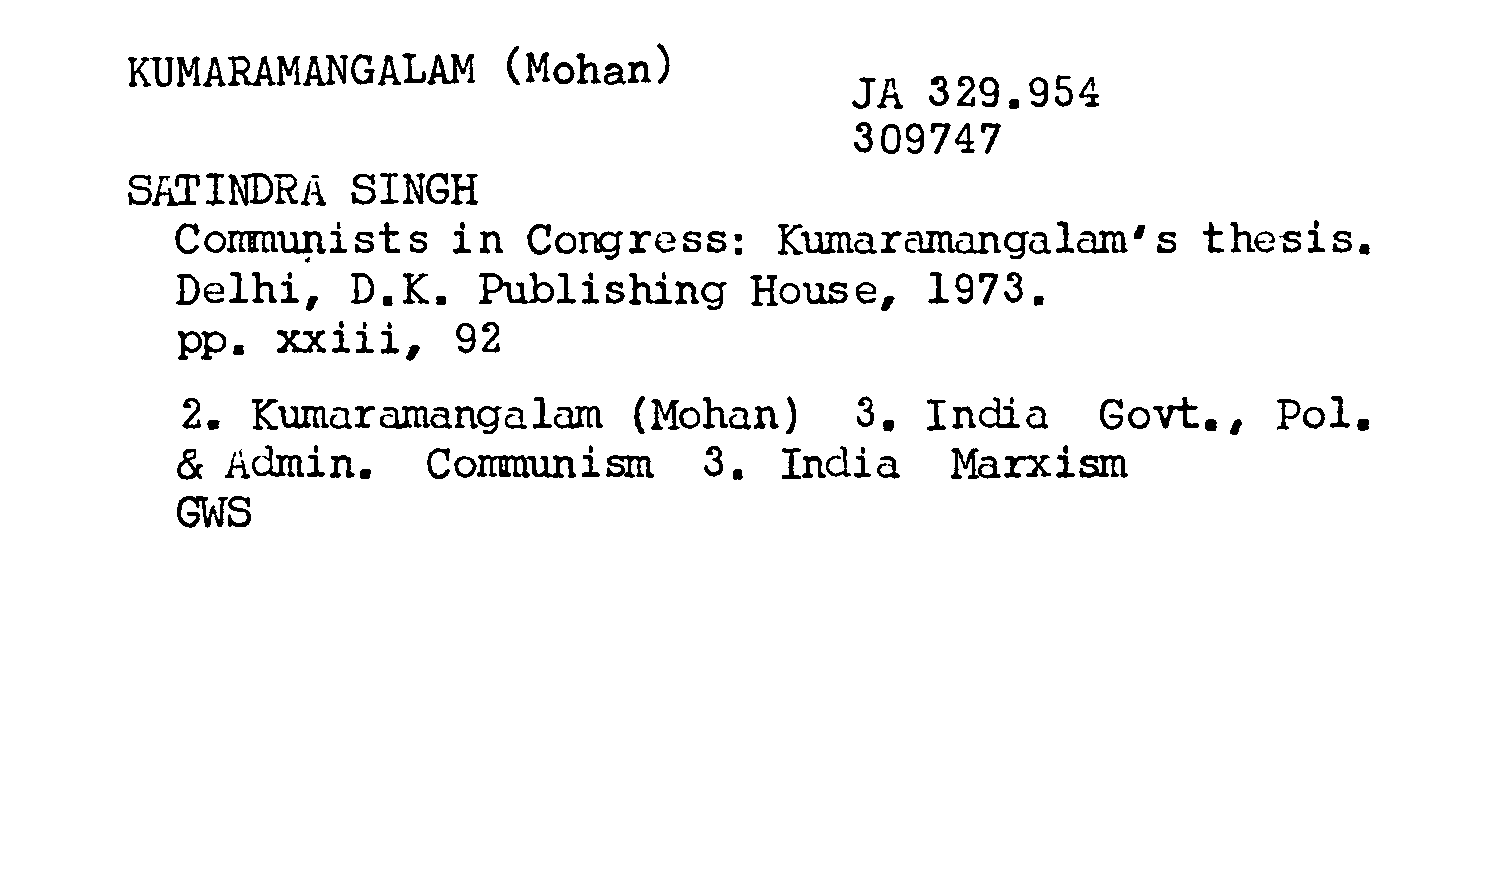 KUMARAMANGALAM (Mohan)
JA 329.954
309747
SATINDRA SINGH
Communists in Congress: Kumaramangalam's thesis.
Delhi, D.K. Publishing House, 1973.
pp. xxiii, 92
2. Kumaramangalam (Mohan) 3. India Govt., Pol.
& Admin. Communism 3. India Marxism
GWS